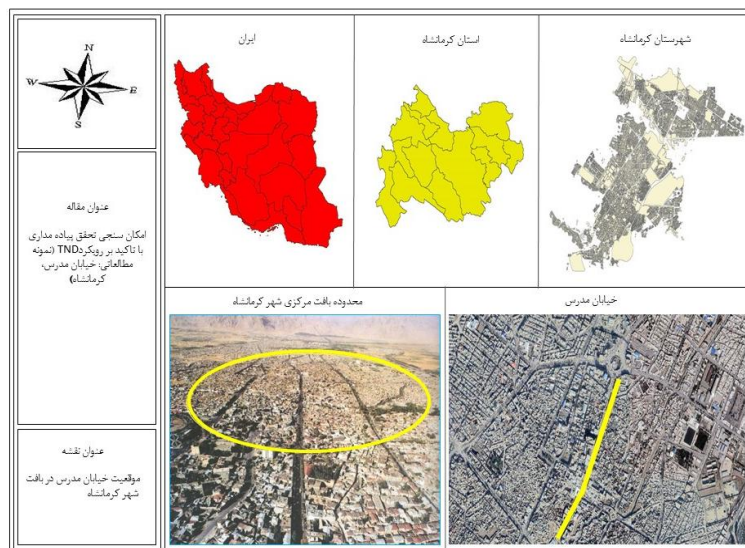 N
W
E
S
ایران
استان کرمانشاه
شهرستان کرمانشاه
عنوان مقاله
امکان سنجی تحقق پیاده مداری
با تاکید بر رویکردTND (نمونه
مطالعاتی: خیابان مدرس،
کرمانشاه)
محدوده بافت مرکزی شهر کرمانشاه
خیابان مدرس
عنوان نقشه
موقعیت خیابان مدرس در بافت
شهر کرمانشاه